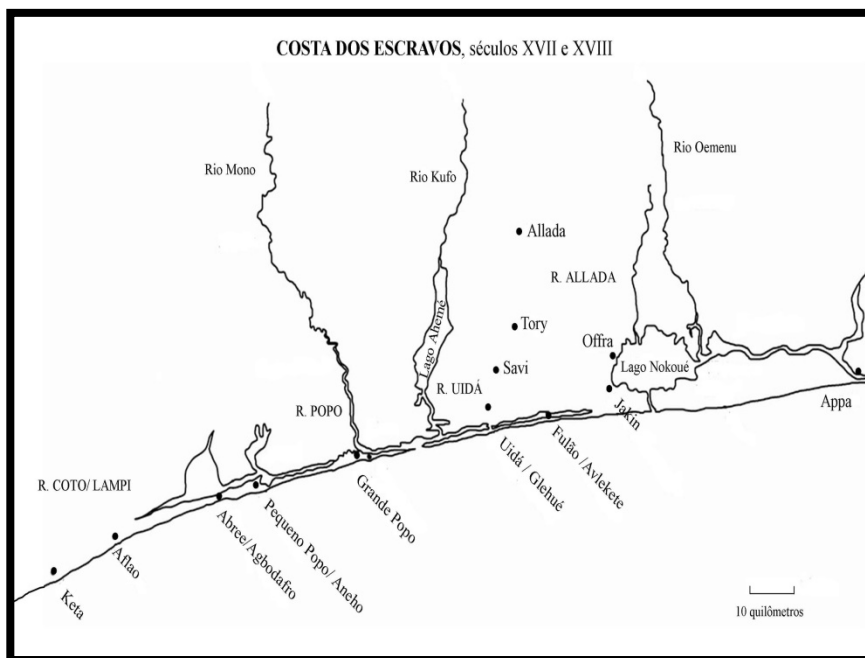 COSTA DOS ESCRAVOS, séculos XVII e XVIII
Rio Mono
Rio Kufo
Rio Oemenu
Allada
R. ALLADA
Tory
Offra
Lago Ahemé
Lago Nokoué
Savi
R. UIDÁ
R. POPO
Jakin
Appa
Fulão /Avlekete
Uidá / Glehué
Grande Popo
R. COTO/ LAMPI
Pequeno Popo/ Aneho
Abree/Agbodafro
Aflao
Keta
10 quilômetros